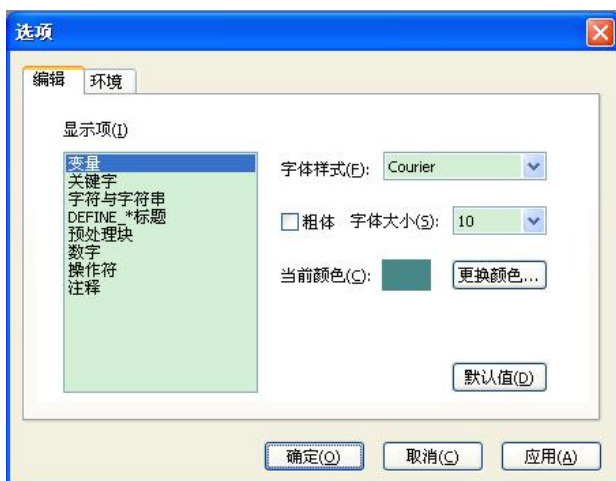 选项
编辑
环境
显示项(I)
变量
关键字
字符与字符串
DEFINE_*标题
预处理块
数字
操作符
注释
字体样式(F):
Courier
粗体
字体大小(S):
10
当前颜色(C):
更换颜色...
默认值(D)
确定(O)
取消(C)
应用(A)